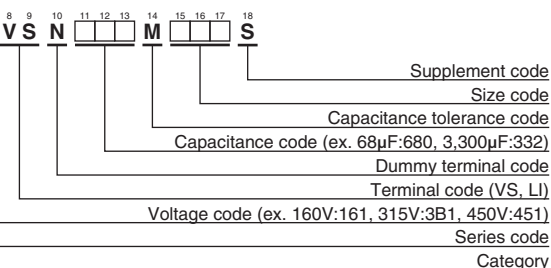 8 9 10 11 12 13 14 15 16 17 18
V S N M S
Supplement code
Size code
Capacitance tolerance code
Capacitance code (ex. 68μF:680, 3,300μF:332)
Dummy terminal code
Terminal code (VS, LI)
Voltage code (ex. 160V:161, 315V:3B1, 450V:451)
Series code
Category